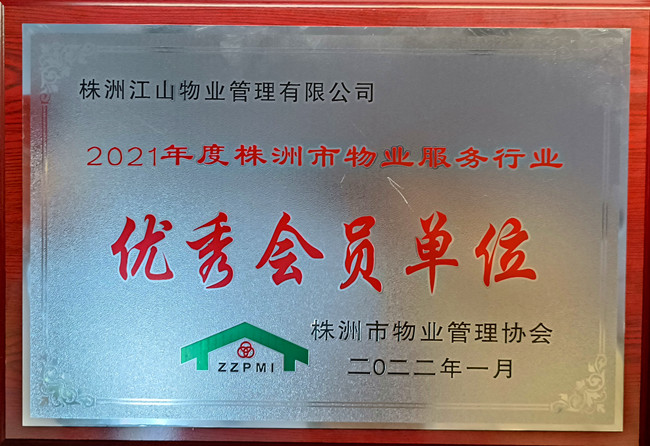 株洲江山物业管理有限公司
2021年度株洲市物业服务行业
优秀会员单位
ZZPMI
株洲市物业管理协会
二〇二二年一月